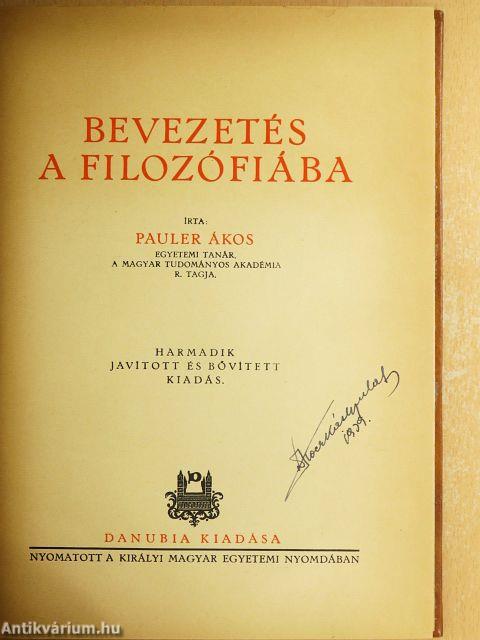 BEVEZETÉS
A FILOZÓFIÁBA
ÍRTA:
PAULER ÁKOS
EGYETEMI TANÁR,
A MAGYAR TUDOMÁNYOS AKADÉMIA
R. TAGJA.
HARMADIK
JAVÍTOTT ÉS BŐVÍTETT
KIADÁS.
1939.
DANUBIA KIADÁSA
NYOMATOTT A KIRÁLYI MAGYAR EGYETEMI NYOMDÁBAN
Antikvárium.hu